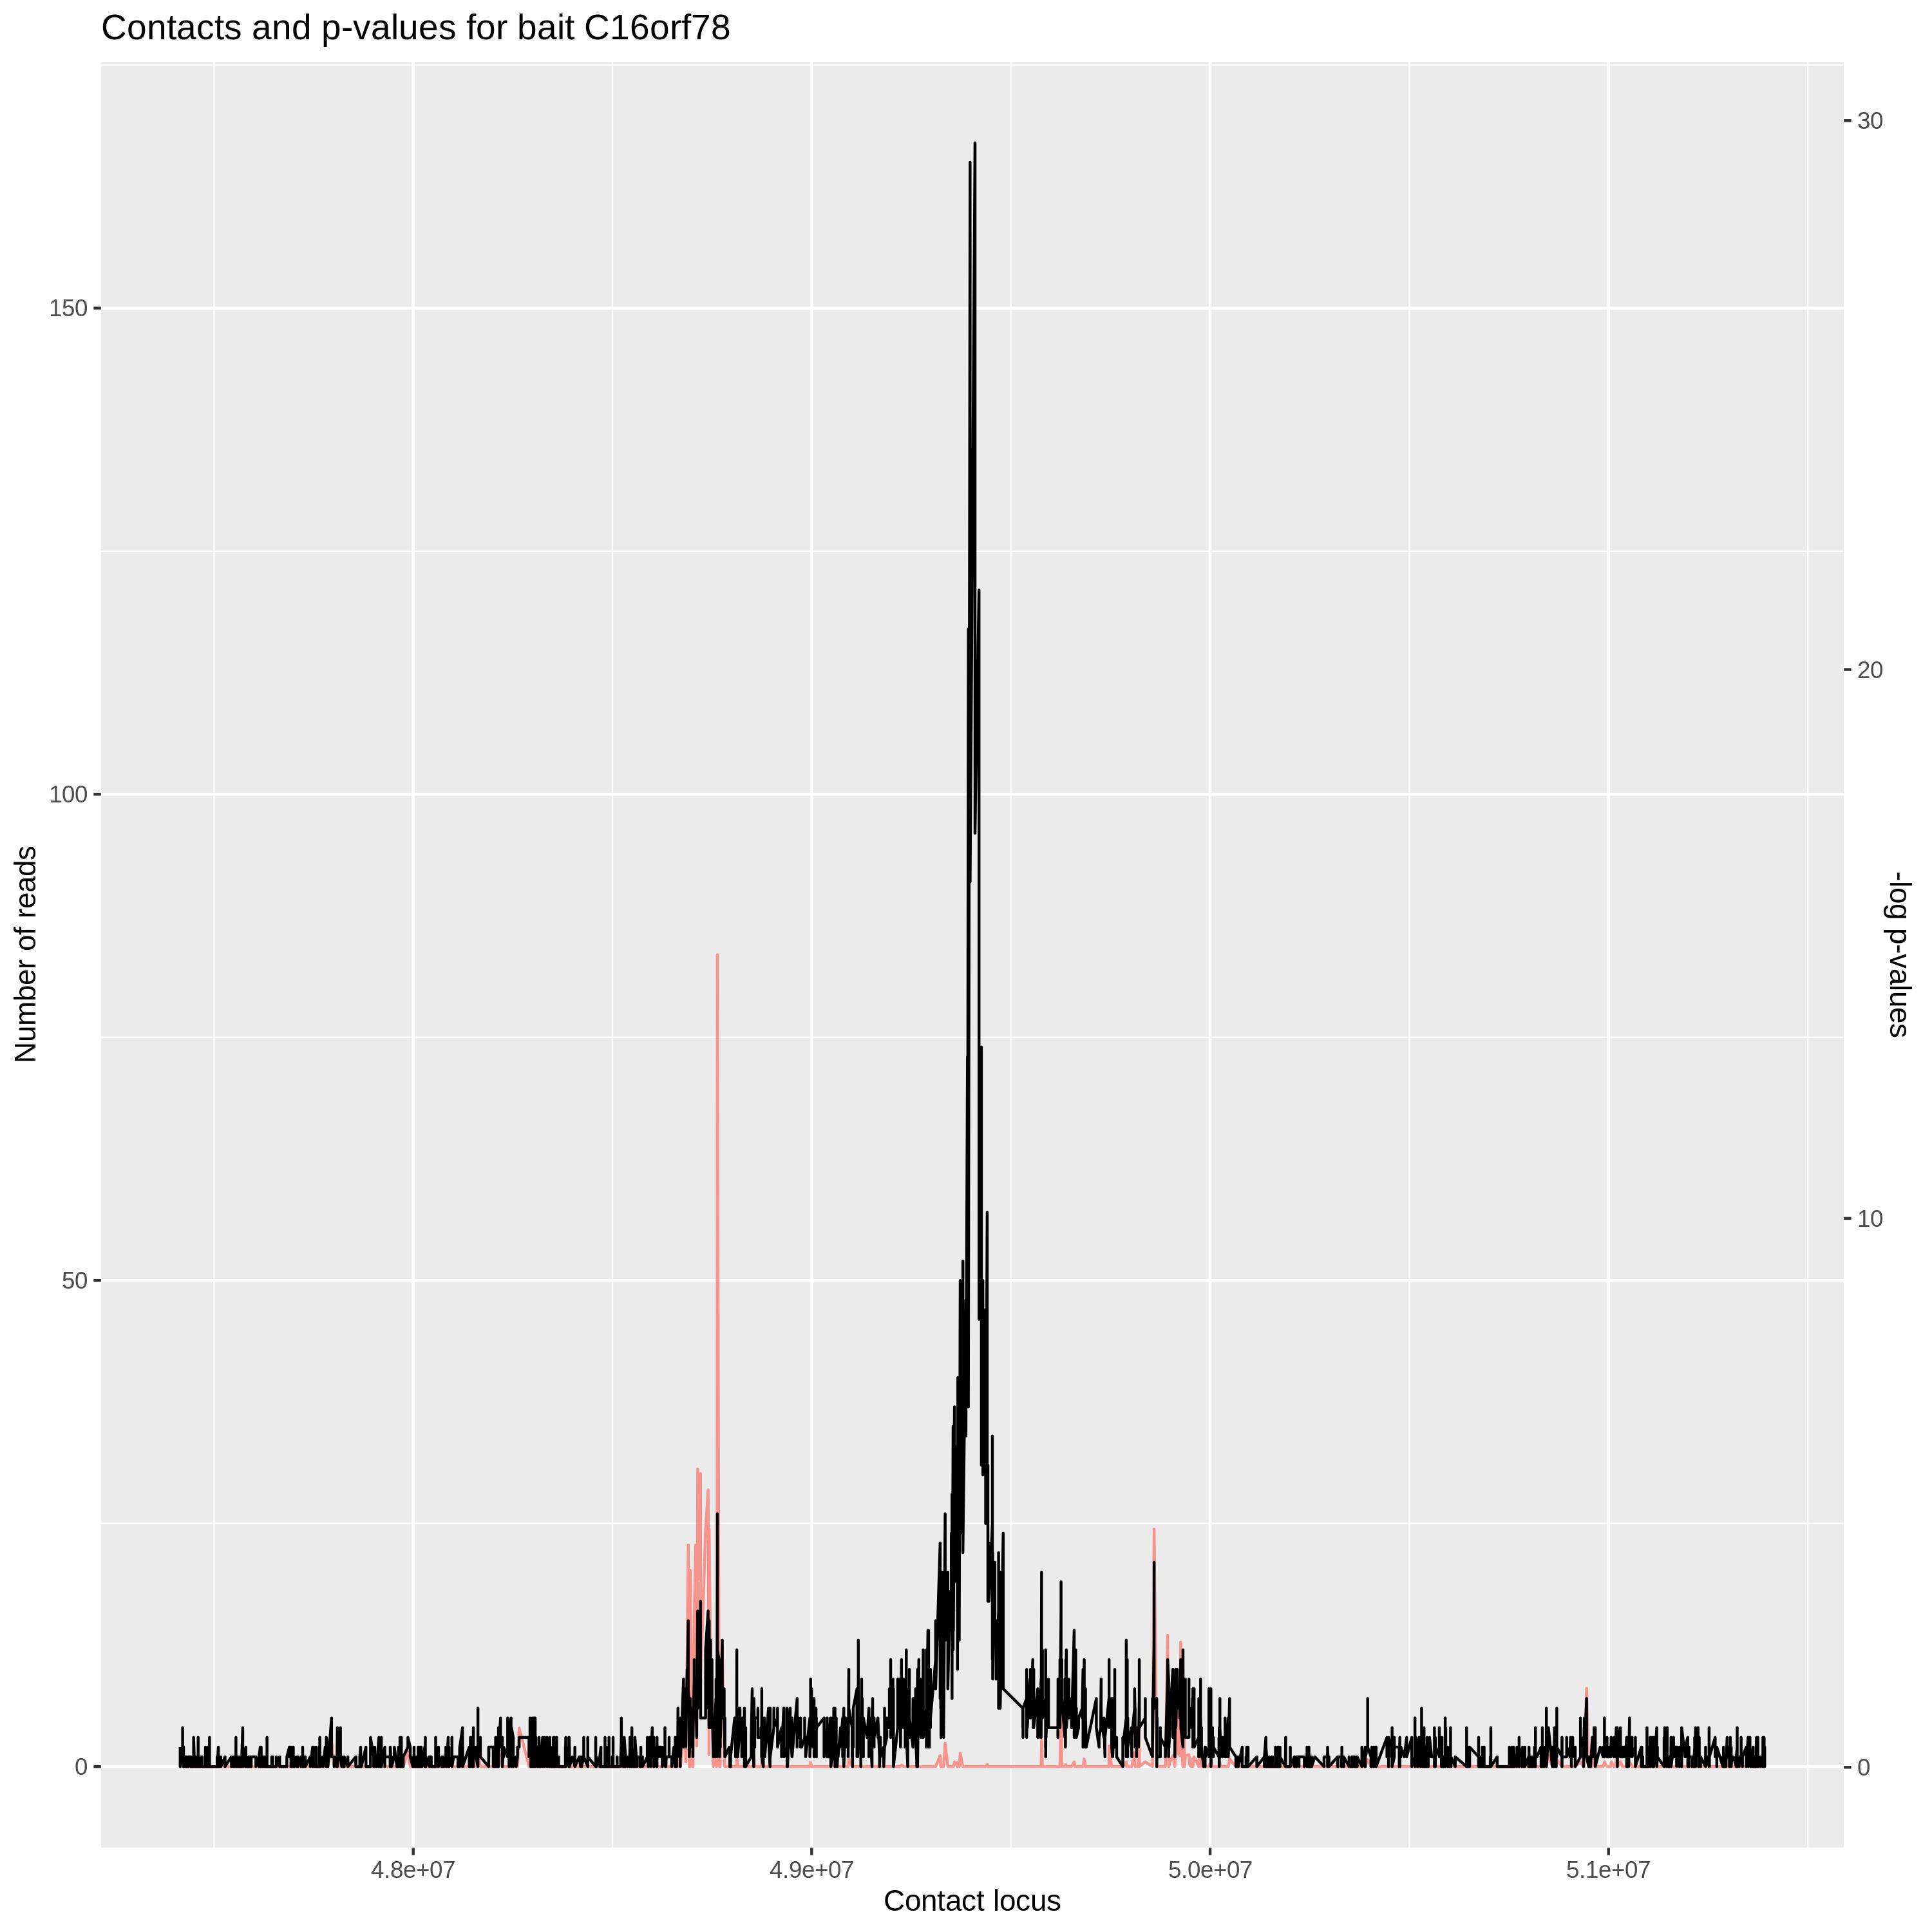 Contacts and p-values for bait C16orf78
30
150
20
100
Number of reads
-log p-values
10
50
0
0
4.8e+07
4.9e+07
5.0e+07
5.1e+07
Contact locus